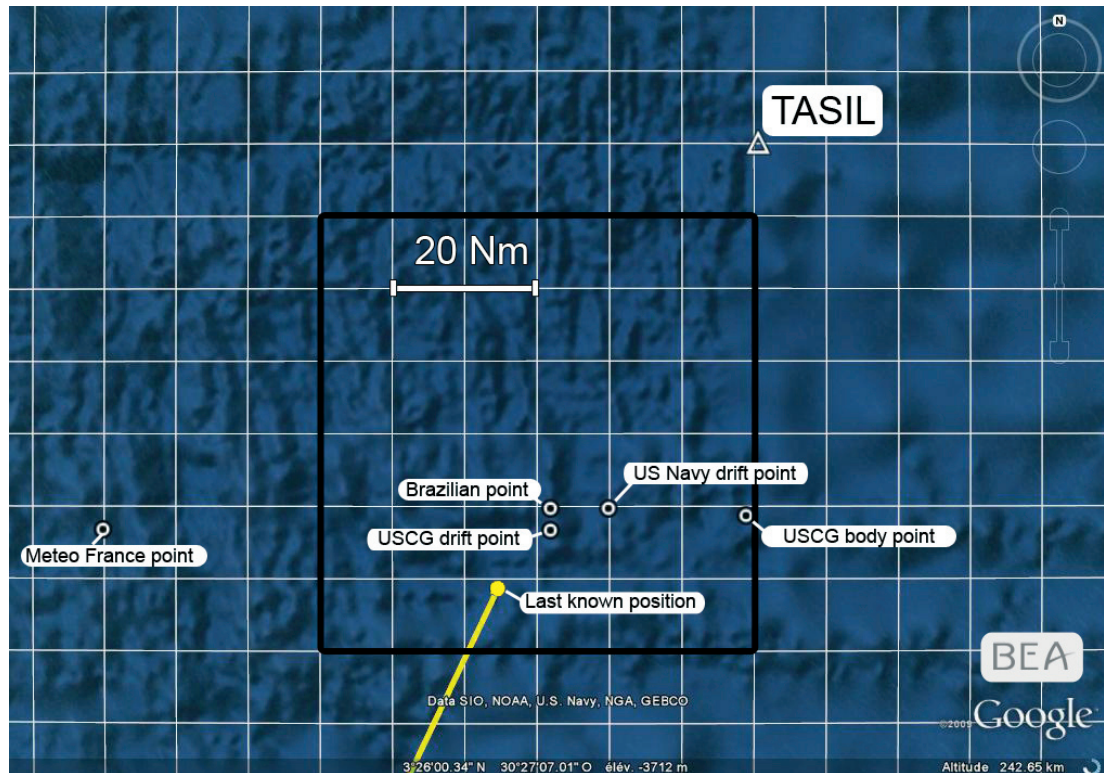 N
TASIL
20 Nm
US Navy drift point
Brazilian point
USCG drift point
USCG body point
Meteo France point
Last known position
BEA
Data SIO, NOAA, U.S. Navy, NGA, GEBCO
©2009 Google
3°26'00.34" N 30°27'07.01" O élév. -3712 m
Altitude 242.65 km